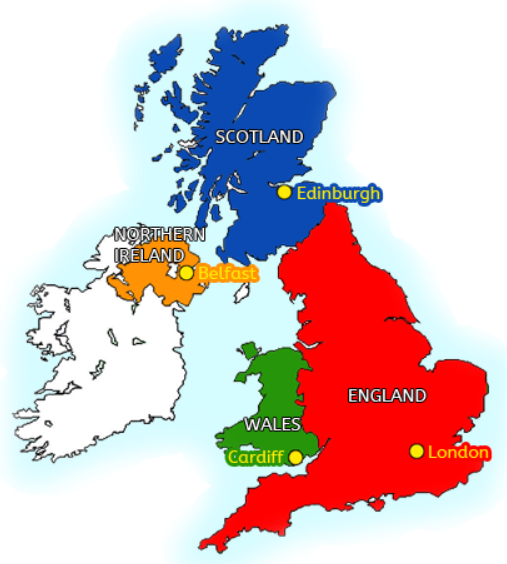 SCOTLAND
Edinburgh
NORTHERN
IRELAND
Belfast
ENGLAND
WALES
Cardiff
London